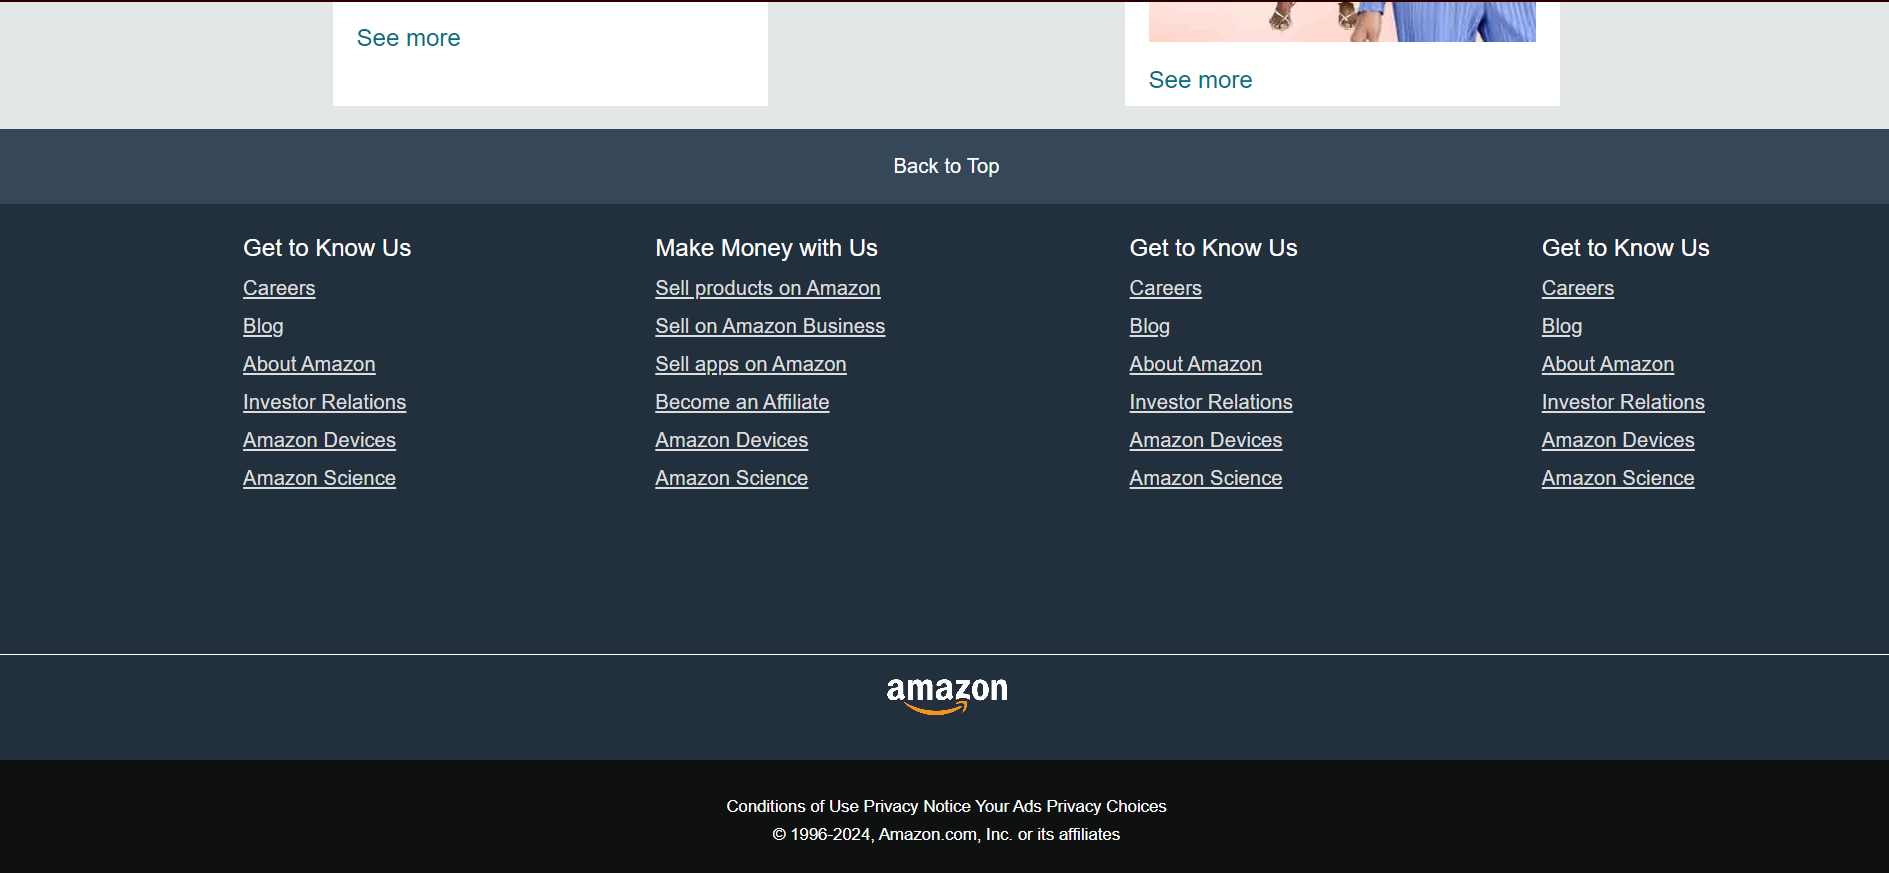 See more
See more
Back to Top
Get to Know Us
Careers
Blog
About Amazon
Investor Relations
Amazon Devices
Amazon Science
Make Money with Us
Sell products on Amazon
Sell on Amazon Business
Sell apps on Amazon
Become an Affiliate
Amazon Devices
Amazon Science
Get to Know Us
Careers
Blog
About Amazon
Investor Relations
Amazon Devices
Amazon Science
Get to Know Us
Careers
Blog
About Amazon
Investor Relations
Amazon Devices
Amazon Science
amazon
Conditions of Use Privacy Notice Your Ads Privacy Choices
© 1996-2024, Amazon.com, Inc. or its affiliates